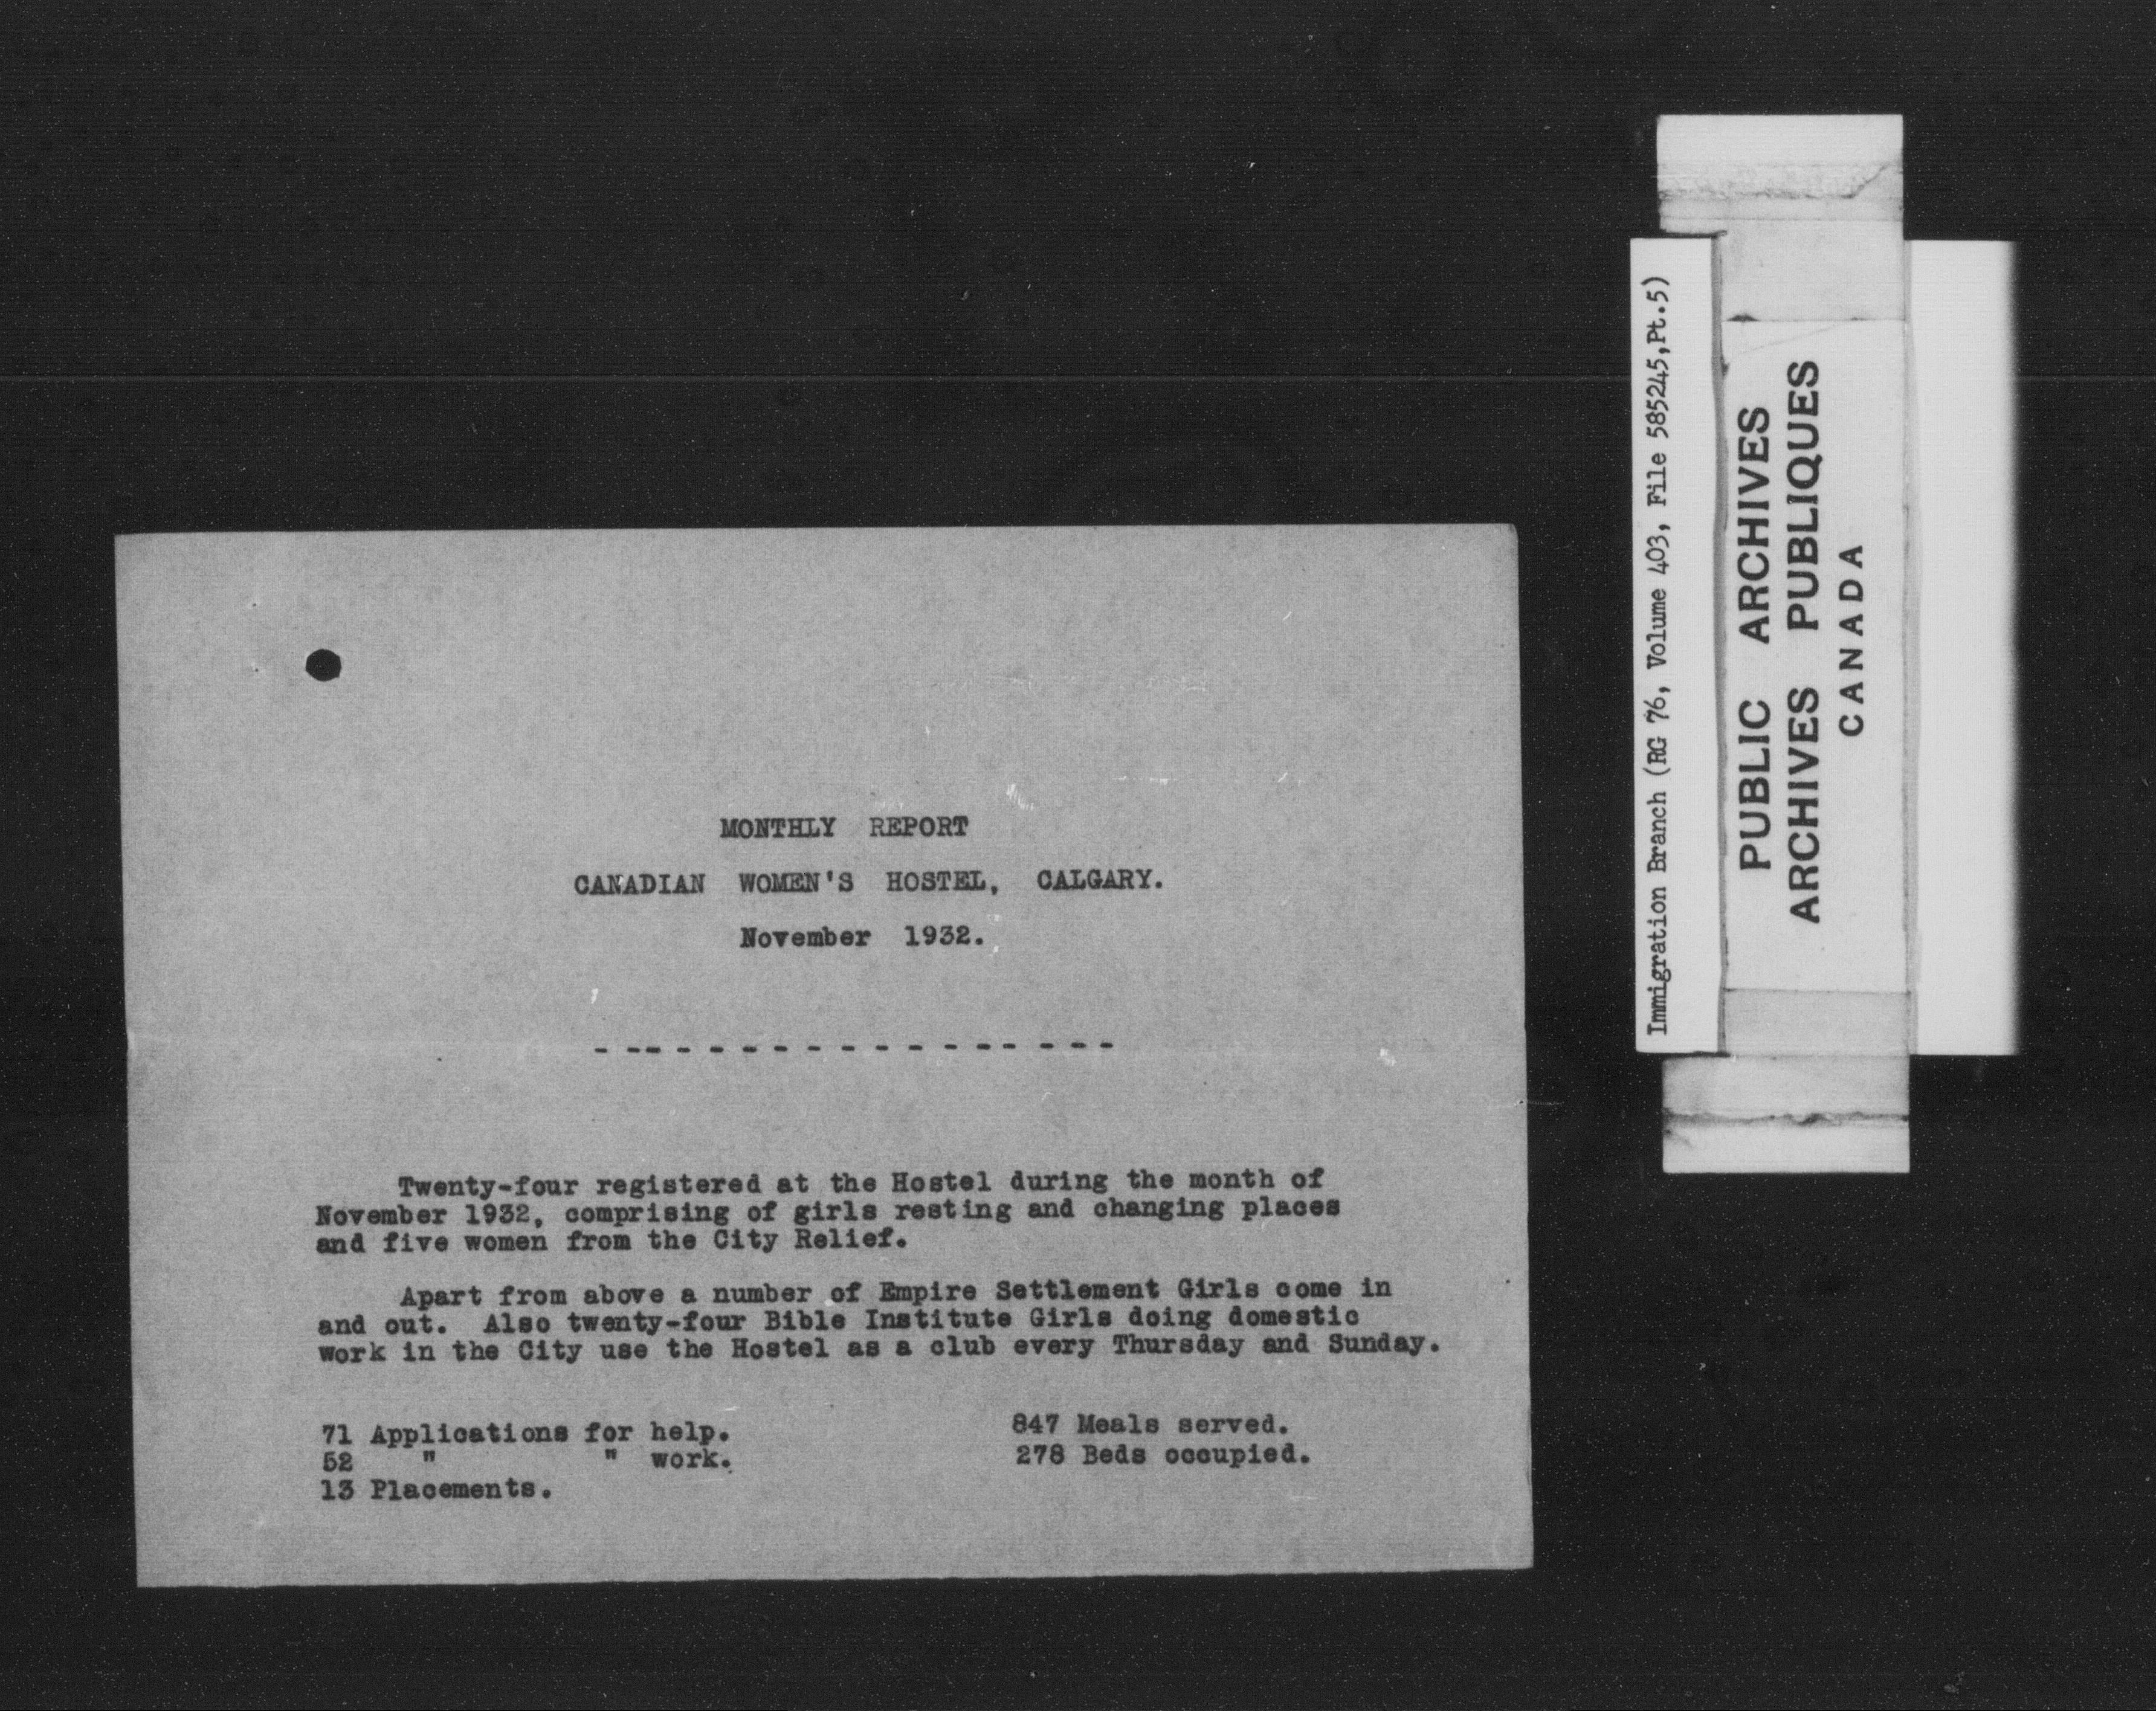 MONTHLY REPORT
CANADIAN WOMEN'S HOSTEL, CALGARY.
November 1932.
- --- - - - - - - - - - - - - -
Twenty-four registered at the Hostel during the month of
November 1932, comprising of girls resting and changing places
and five women from the City Relief.
Apart from above a number of Empire Settlement Girls come in
and out. Also twenty-four Bible Institute Girls doing domestic
work in the City use the Hostel as a club every Thursday and Sunday.
71 Applications for help.
52 " " work.
13 Placements.
847 Meals served.
278 Beds occupied.
Immigration Branch (RG 76, Volume 403, File 585245,Pt.5)
PUBLIC ARCHIVES
ARCHIVES PUBLIQUES
CANADA